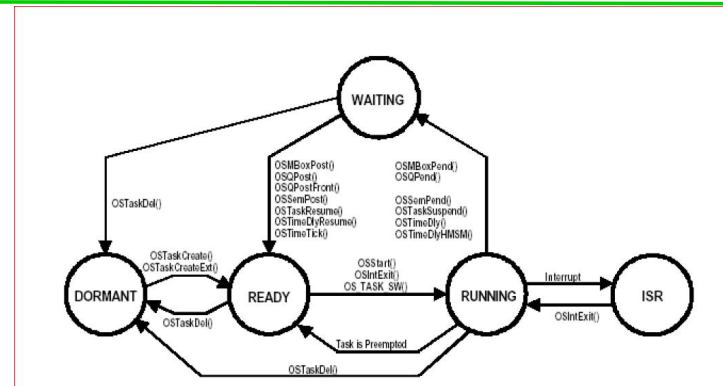 WAITING
OSMBoxPost()
OSQPost()
OSQPostFront()
OSSemPost()
OSTaskResume()
OSTimeDlyResume()
OSTimeTick()
OSMBoxPend()
OSQPend()
OSSemPend()
OSTaskSuspend()
OSTimeDly()
OSTimeDlyHMSM()
OSTaskDel()
OSTaskCreate()
OSTaskCreateExt()
OSStart()
OSIntExit()
OS_TASK_SW()
Interrupt
DORMANT
READY
RUNNING
ISR
OSIntExit()
OSTaskDel()
Task is Preempted
OSTaskDel()